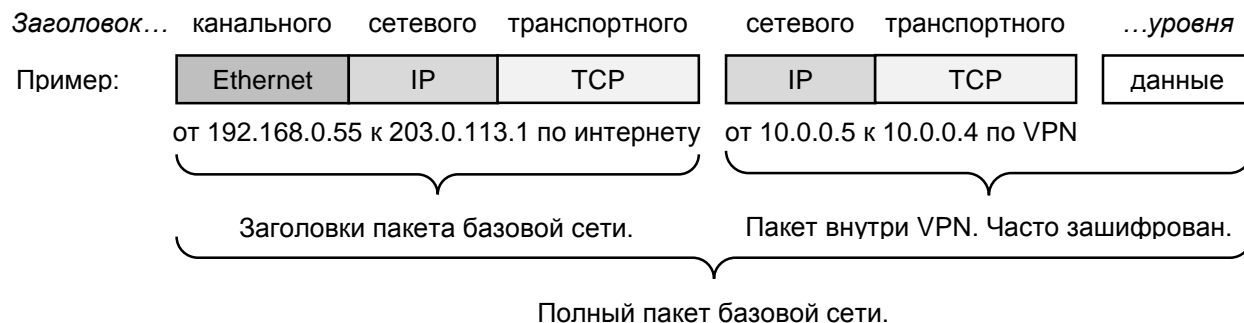 Заголовок… канального сетевого транспортного сетевого транспортного …уровня
Пример: Ethernet IP TCP IP TCP данные
от 192.168.0.55 к 203.0.113.1 по интернету от 10.0.0.5 к 10.0.0.4 по VPN
Заголовки пакета базовой сети. Пакет внутри VPN. Часто зашифрован.
Полный пакет базовой сети.